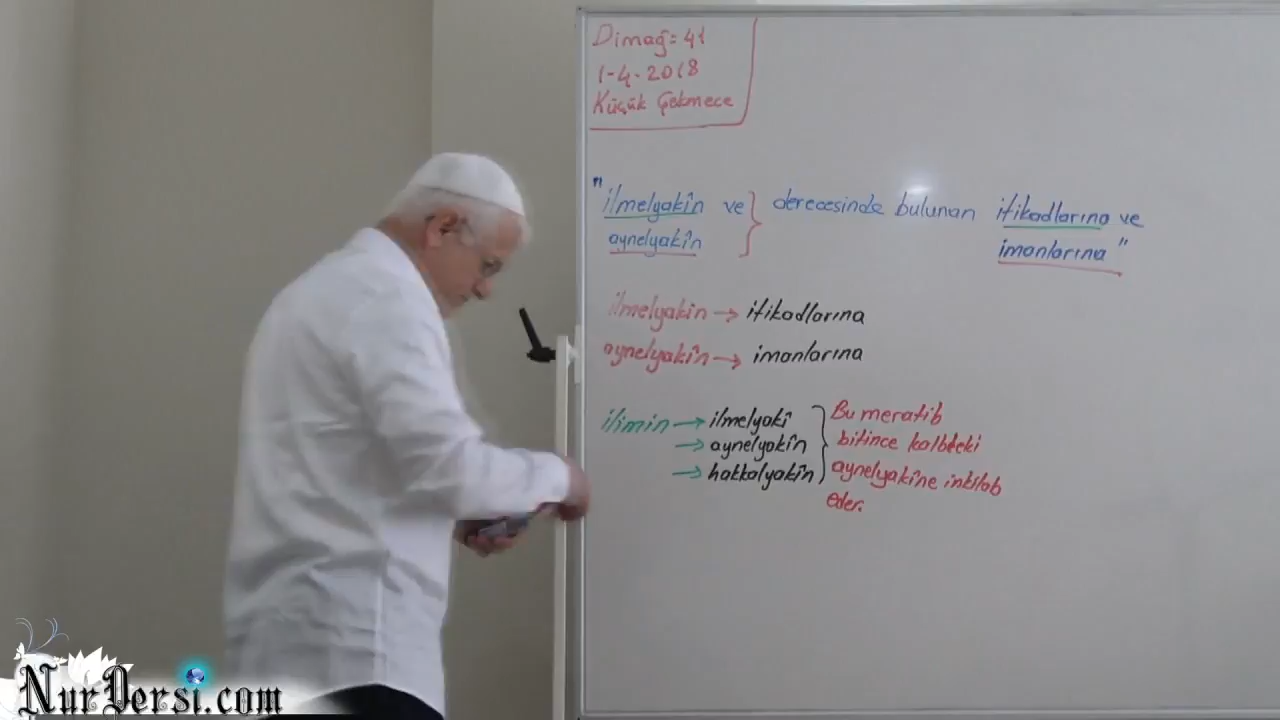 Dimağ = 41
1-4-2018
Küçük Çekmece
"ilmelyakîn ve } derecesinde bulunan itikadlarına ve
aynelyakîn imanlarına"
ilmelyakin → itikadlarına
aynelyakîn → imanlarına
ilimin → ilmelyakî } Bu meratib
→ aynelyakîn bitince kalbdeki
→ hakkalyakîn aynelyakîne inkılab
eder.
NurDersi.com